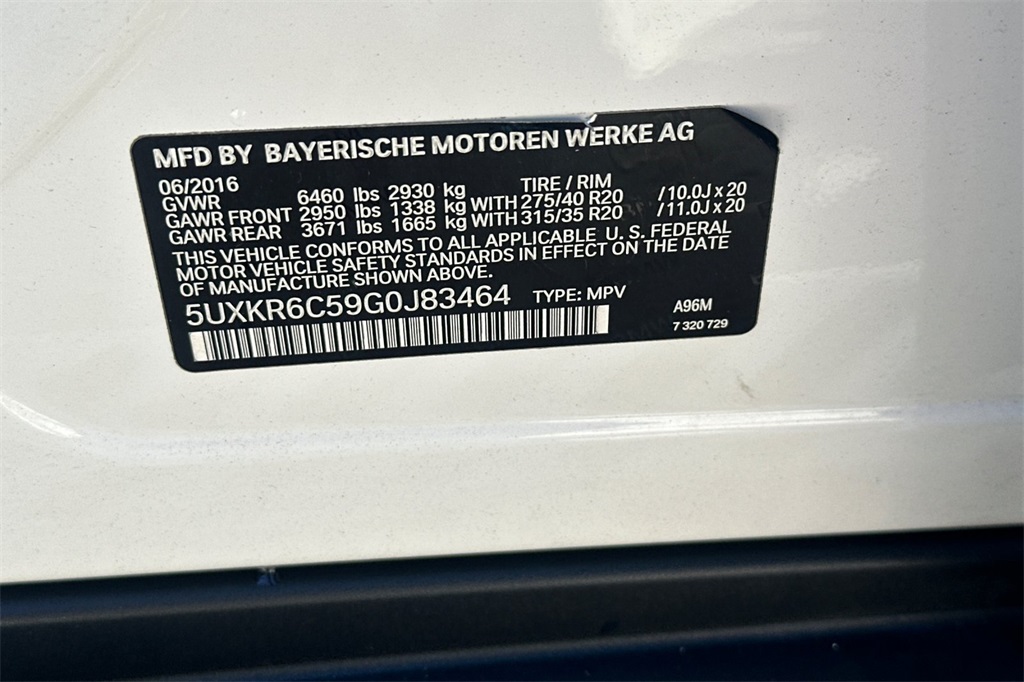 MFD BY BAYERISCHE MOTOREN WERKE AG
06/2016 TIRE / RIM
GVWR 6460 lbs 2930 kg
GAWR FRONT 2950 lbs 1338 kg WITH 275/40 R20 / 10.0J x 20
GAWR REAR 3671 lbs 1665 kg WITH 315/35 R20 / 11.0J x 20
THIS VEHICLE CONFORMS TO ALL APPLICABLE U. S. FEDERAL
MOTOR VEHICLE SAFETY STANDARDS IN EFFECT ON THE DATE
OF MANUFACTURE SHOWN ABOVE.
5UXKR6C59G0J83464 TYPE: MPV
A96M
7 320 729